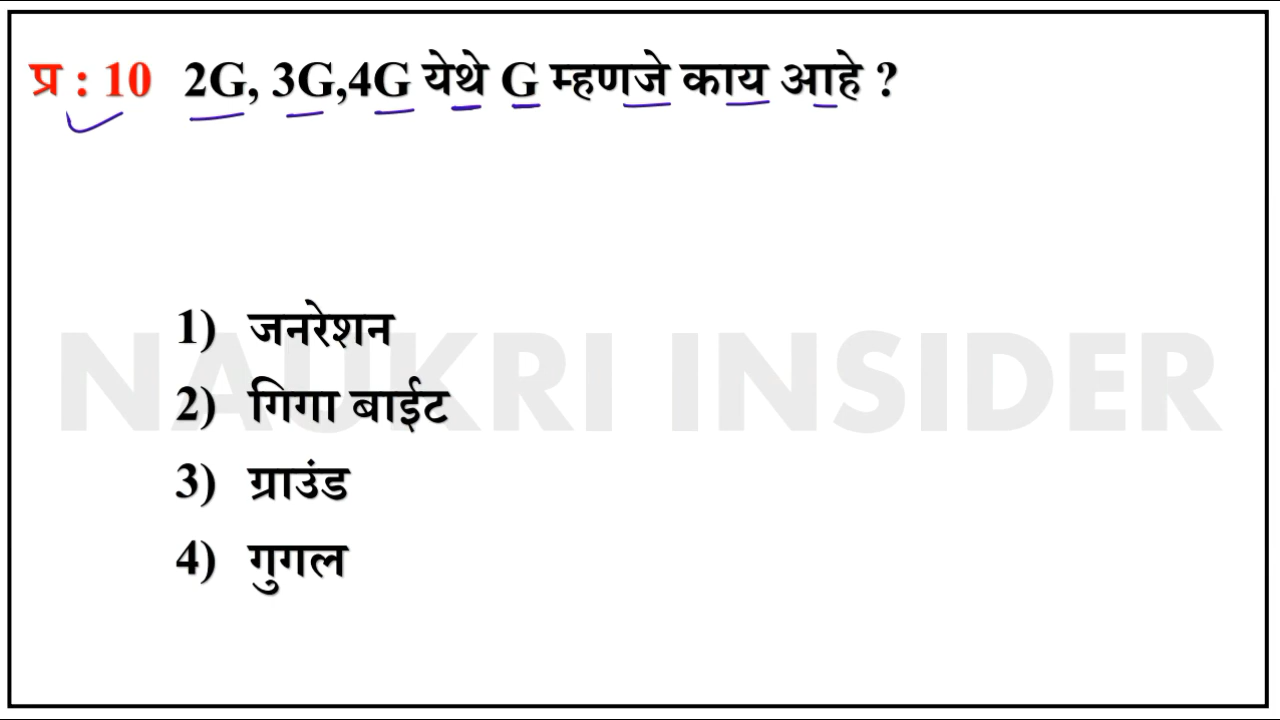 प्र : 10 2G, 3G,4G येथे G म्हणजे काय आहे ?
NAUKRI INSIDER
1) जनरेशन
2) गिगा बाईट
3) ग्राउंड
4) गुगल